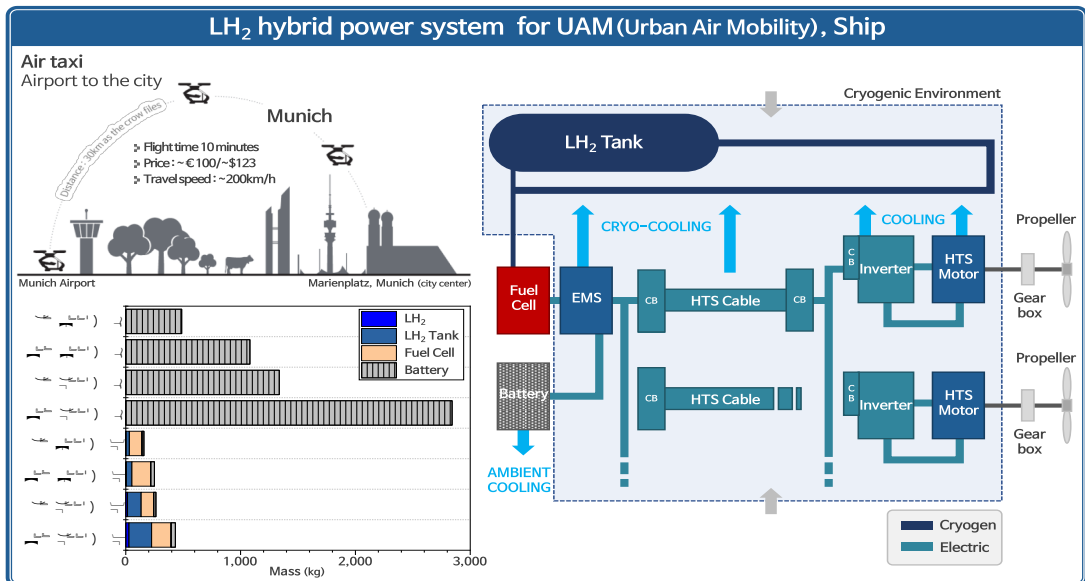 LH₂ hybrid power system for UAM(Urban Air Mobility), Ship
Air taxi
Airport to the city
Distance : 30km as the crow files
Munich
Flight time 10 minutes
Price : ~€100/~$123
Travel speed : ~200km/h
Munich Airport
Marienplatz, Munich (city center)
LH₂
LH₂ Tank
Fuel Cell
Battery
0
1,000
2,000
3,000
Mass (kg)
Cryogenic Environment
LH₂ Tank
CRYO-COOLING
COOLING
Propeller
Fuel
Cell
EMS
CB
HTS Cable
CB
C
B
Inverter
HTS
Motor
Gear
box
Battery
CB
HTS Cable
C
B
Inverter
HTS
Motor
Propeller
Gear
box
AMBIENT
COOLING
Cryogen
Electric